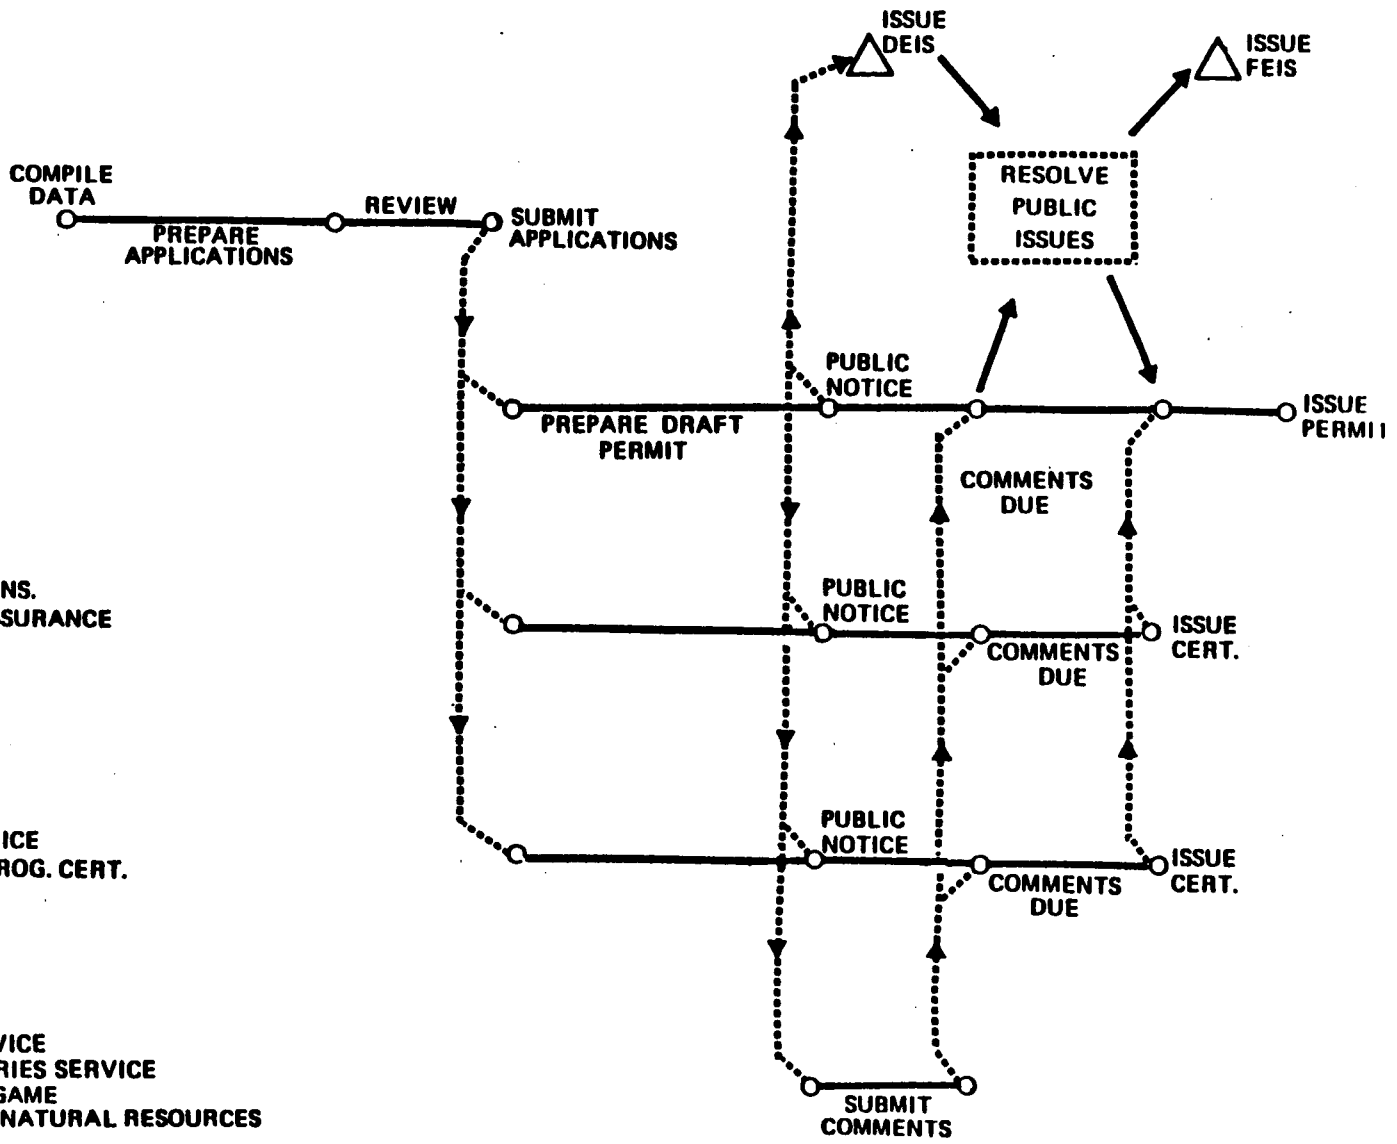 ISSUE
DEIS
ISSUE
FEIS
COMPILE
DATA
REVIEW
SUBMIT
APPLICATIONS
PREPARE
APPLICATIONS
RESOLVE
PUBLIC
ISSUES
PUBLIC
NOTICE
PREPARE DRAFT
PERMIT
ISSUE
PERMI
COMMENTS
DUE
NS.
SURANCE
PUBLIC
NOTICE
ISSUE
CERT.
COMMENTS
DUE
ICE
ROG. CERT.
PUBLIC
NOTICE
ISSUE
CERT.
COMMENTS
DUE
VICE
RIES SERVICE
GAME
NATURAL RESOURCES
SUBMIT
COMMENTS